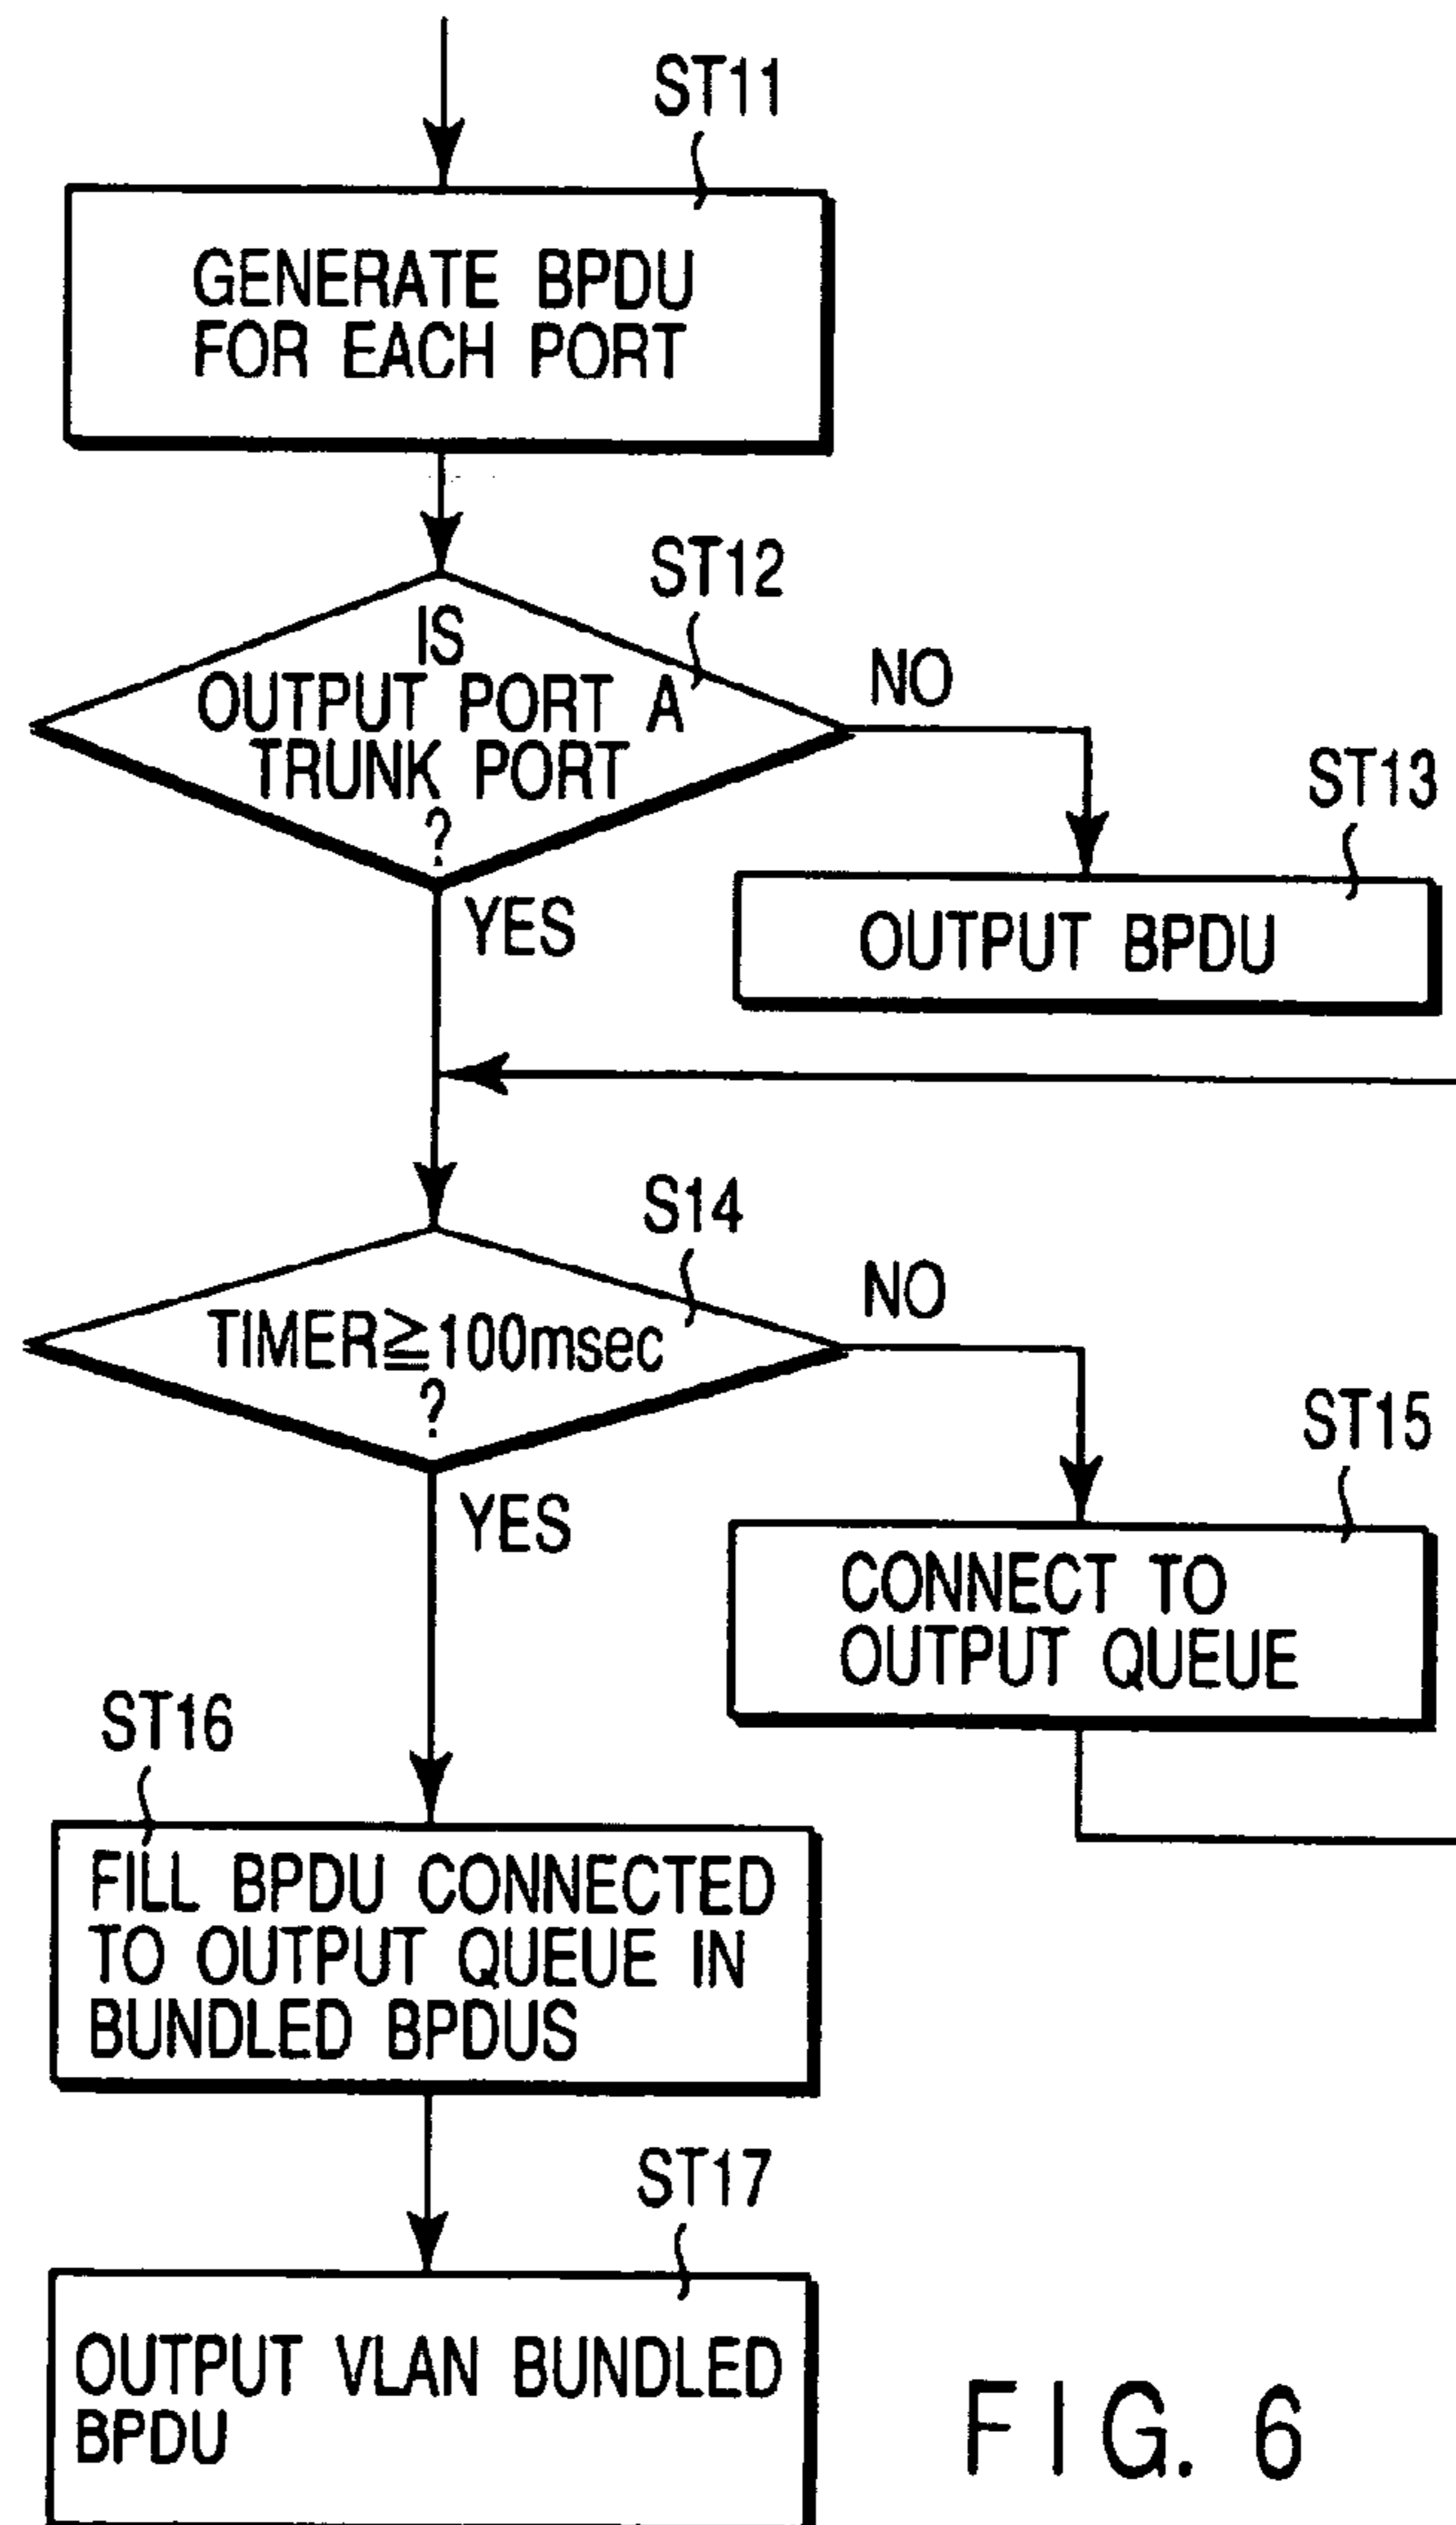 ST11
GENERATE BPDU
FOR EACH PORT
ST12
IS
OUTPUT PORT A
TRUNK PORT
?
NO
YES
ST13
OUTPUT BPDU
S14
TIMER≧100msec
?
NO
YES
ST15
CONNECT TO
OUTPUT QUEUE
ST16
FILL BPDU CONNECTED
TO OUTPUT QUEUE IN
BUNDLED BPDUS
ST17
OUTPUT VLAN BUNDLED
BPDU
FIG. 6